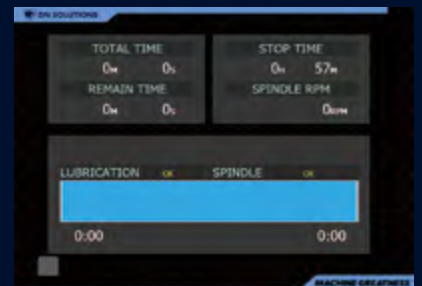 DN SOLUTIONS
TOTAL TIME
0M 0S
REMAIN TIME
0M 0S
STOP TIME
0H 57M
SPINDLE RPM
0RPM
LUBRICATION OK SPINDLE OK
0:00 0:00
MACHINE GREATNESS